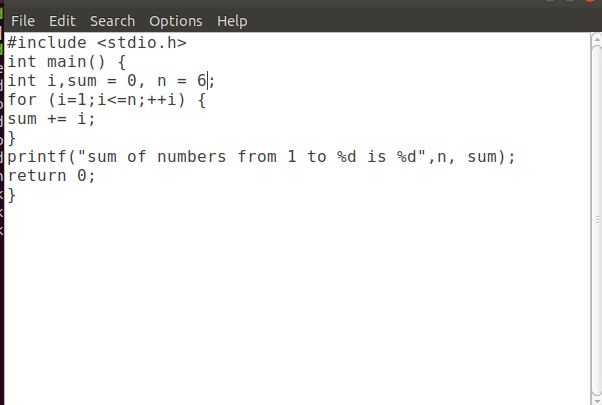 File Edit Search Options Help
#include <stdio.h>
int main() {
int i,sum = 0, n = 6;
for (i=1;i<=n;++i) {
sum += i;
}
printf("sum of numbers from 1 to %d is %d",n, sum);
return 0;
}